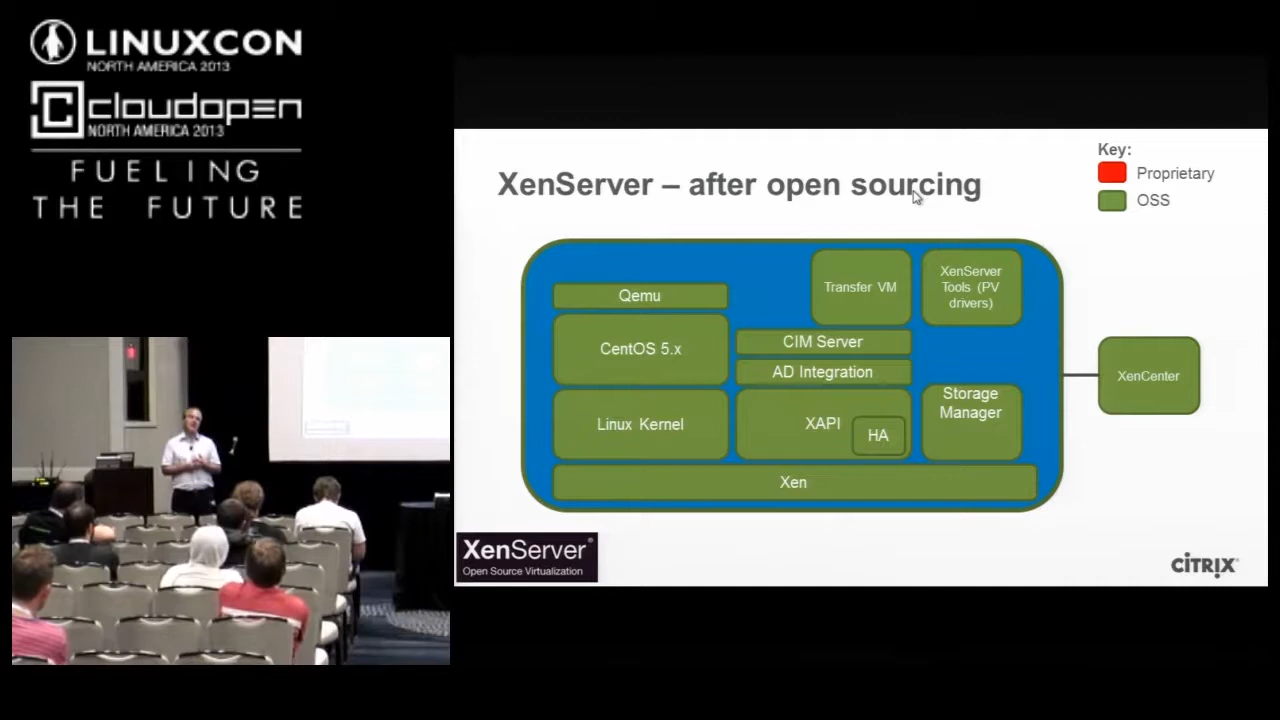 LINUXCON
NORTH AMERICA 2013
cloudopen
NORTH AMERICA 2013
FUELING
THE FUTURE
XenServer – after open sourcing
Key:
Proprietary
OSS
Qemu
CentOS 5.x
Linux Kernel
Transfer VM
XenServer
Tools (PV
drivers)
CIM Server
AD Integration
XAPI
HA
Storage
Manager
Xen
XenCenter
XenServer®
Open Source Virtualization
CITRIX